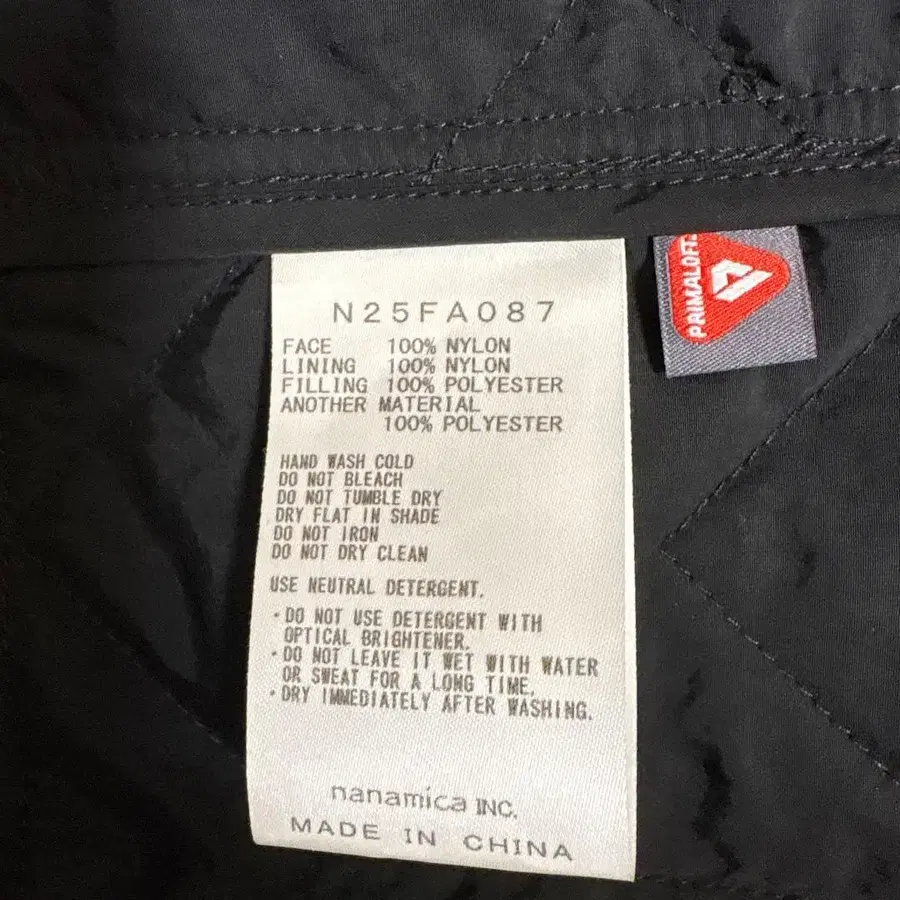 N25FA087
FACE 100% NYLON
LINING 100% NYLON
FILLING 100% POLYESTER
ANOTHER MATERIAL
100% POLYESTER
HAND WASH COLD
DO NOT BLEACH
DO NOT TUMBLE DRY
DRY FLAT IN SHADE
DO NOT IRON
DO NOT DRY CLEAN
USE NEUTRAL DETERGENT.
・DO NOT USE DETERGENT WITH
OPTICAL BRIGHTENER.
・DO NOT LEAVE IT WET WITH WATER
OR SWEAT FOR A LONG TIME.
・DRY IMMEDIATELY AFTER WASHING.
nanamica INC.
MADE IN CHINA
PRIMALOFT